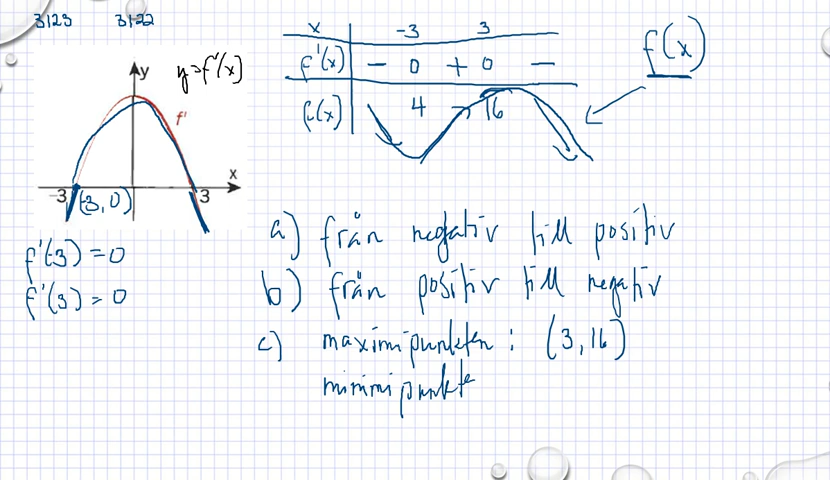 3123 3122
y=f'(x)
y
f'
x
-3 3
(-3, 0)
f'(-3) = 0
f'(3) = 0
x -3 3
f'(x) - 0 + 0 -
f(x) 4 16
f(x)
a) från negativ till positiv
b) från positiv till negativ
c) maximipunkten : (3, 16)
minimipunkte